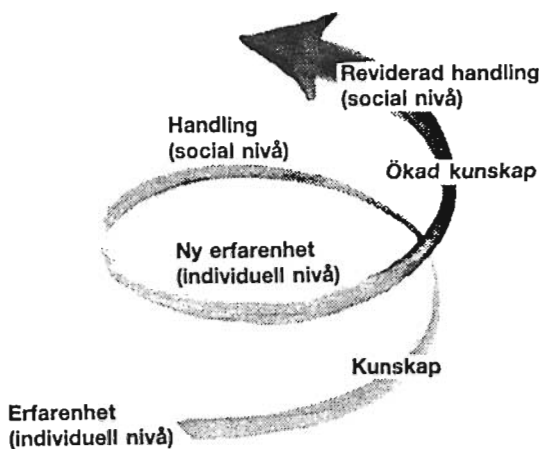 Reviderad handling
(social nivå)
Handling
(social nivå)
Ökad kunskap
Ny erfarenhet
(individuell nivå)
Kunskap
Erfarenhet
(individuell nivå)